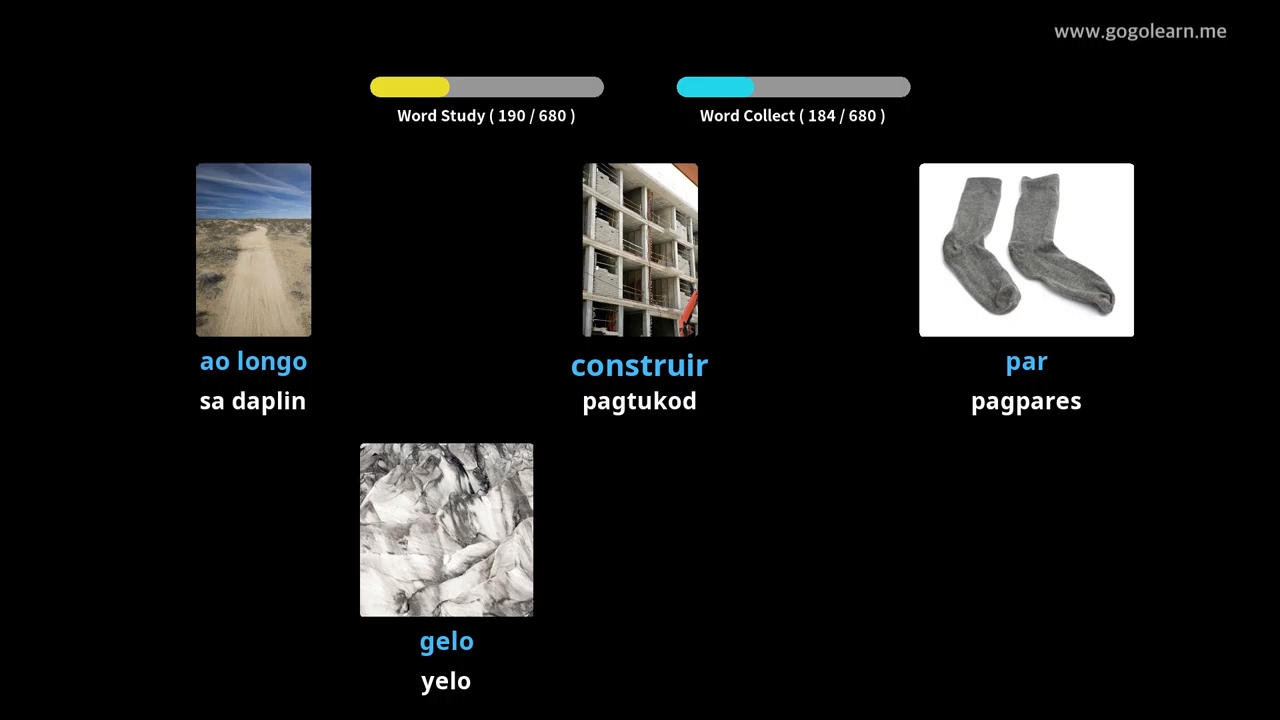 www.gogolearn.me
Word Study ( 190 / 680 )
Word Collect ( 184 / 680 )
ao longo
sa daplin
construir
pagtukod
par
pagpares
gelo
yelo